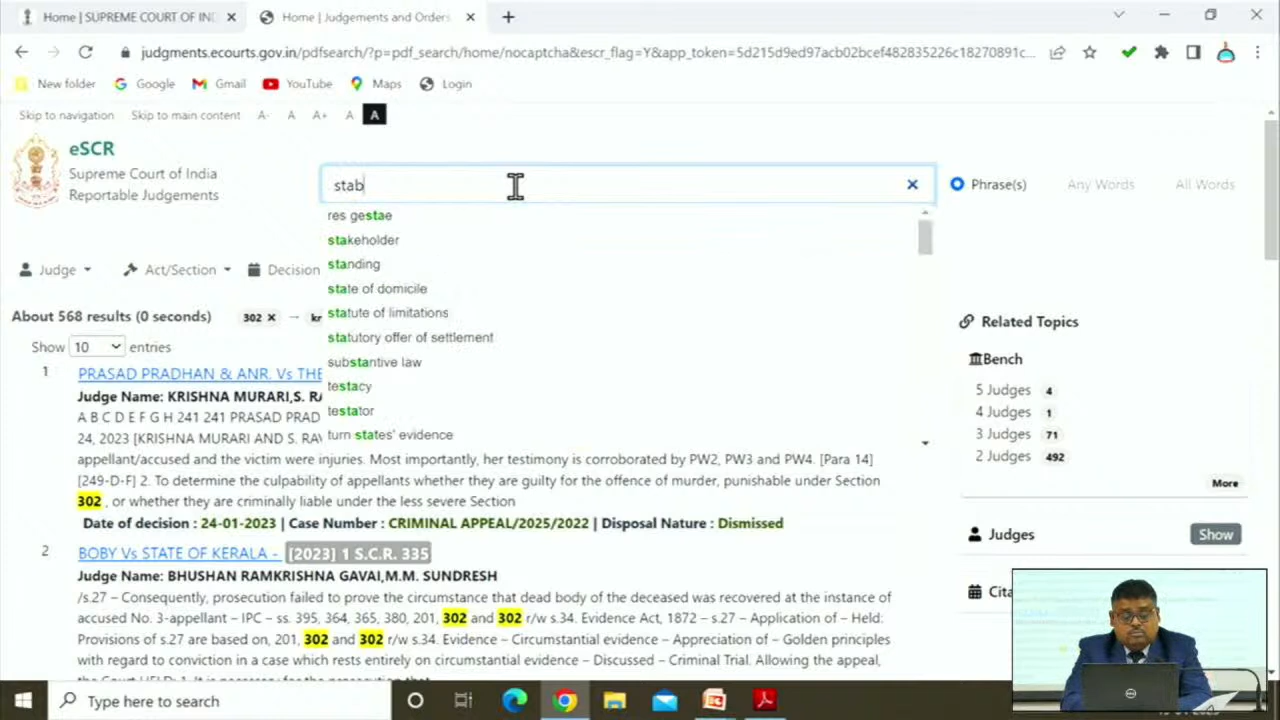 Home | SUPREME COURT OF IND
Home | Judgements and Orders
judgments.ecourts.gov.in/pdfsearch/?p=pdf_search/home/nocaptcha&escr_flag=Y&app_token=5d215d9ed97acb02bcef482835226c18270891c...
New folder Google Gmail YouTube Maps Login
Skip to navigation Skip to main content A- A A+ A A
eSCR
Supreme Court of India
Reportable Judgements
stab
Phrase(s) Any Words All Words
res gestae
stakeholder
standing
state of domicile
statute of limitations
statutory offer of settlement
substantive law
testacy
testator
turn states' evidence
Judge Act/Section Decision
About 568 results (0 seconds) 302 × → kr
Show 10 entries
1 PRASAD PRADHAN & ANR. Vs THE
Judge Name: KRISHNA MURARI,S. RA
A B C D E F G H 241 241 PRASAD PRAD
24, 2023 [KRISHNA MURARI AND S. RAV
appellant/accused and the victim were injuries. Most importantly, her testimony is corroborated by PW2, PW3 and PW4. [Para 14]
[249-D-F] 2. To determine the culpability of appellants whether they are guilty for the offence of murder, punishable under Section
302 , or whether they are criminally liable under the less severe Section
Date of decision : 24-01-2023 | Case Number : CRIMINAL APPEAL/2025/2022 | Disposal Nature : Dismissed
2 BOBY Vs STATE OF KERALA - [2023] 1 S.C.R. 335
Judge Name: BHUSHAN RAMKRISHNA GAVAI,M.M. SUNDRESH
/s.27 – Consequently, prosecution failed to prove the circumstance that dead body of the deceased was recovered at the instance of
accused No. 3-appellant – IPC – ss. 395, 364, 365, 380, 201, 302 and 302 r/w s.34. Evidence Act, 1872 – s.27 – Application of – Held:
Provisions of s.27 are based on, 201, 302 and 302 r/w s.34. Evidence – Circumstantial evidence – Appreciation of – Golden principles
with regard to conviction in a case which rests entirely on circumstantial evidence – Discussed – Criminal Trial. Allowing the appeal,
Related Topics
Bench
5 Judges 4
4 Judges 1
3 Judges 71
2 Judges 492
More
Judges Show
Cita
Type here to search